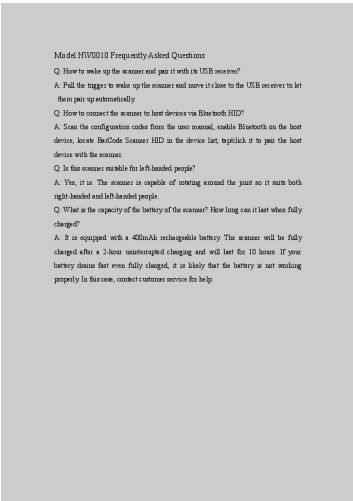 Model HW0010 Frequently Asked Questions
Q: How to wake up the scanner and pair it with its USB receiver?
A: Pull the trigger to wake up the scanner and move it close to the USB receiver to let
them pair up automatically.
Q: How to connect the scanner to host devices via Bluetooth HID?
A: Scan the configuration codes from the user manual, enable Bluetooth on the host
device, locate BarCode Scanner HID in the device list, tap/click it to pair the host
device with the scanner.
Q: Is this scanner suitable for left-handed people?
A: Yes, it is. The scanner is capable of rotating around the joint so it suits both
right-handed and left-handed people.
Q: What is the capacity of the battery of the scanner? How long can it last when fully
charged?
A: It is equipped with a 400mAh rechargeable battery. The scanner will be fully
charged after a 2-hour uninterrupted charging and will last for 10 hours. If your
battery drains fast even fully charged, it is likely that the battery is not working
properly. In this case, contact customer service for help.